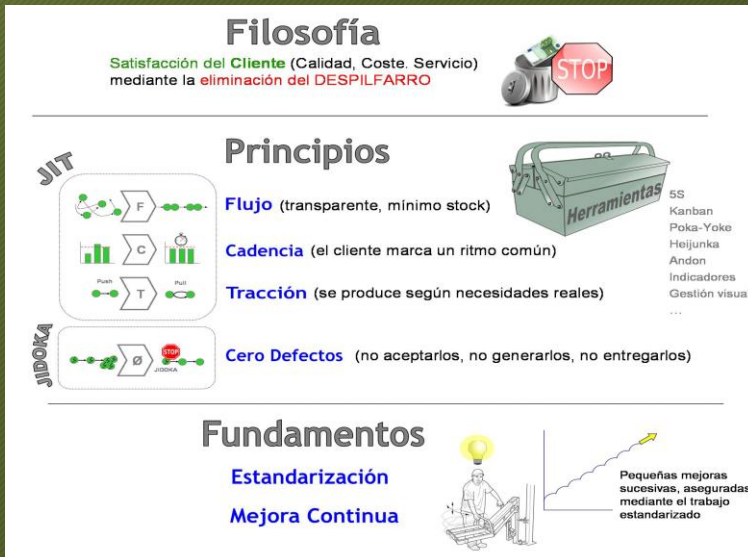 Filosofía
Satisfacción del Cliente (Calidad, Coste. Servicio)
mediante la eliminación del DESPILFARRO
STOP
Principios
JIT
F
Flujo (transparente, mínimo stock)
C
Cadencia (el cliente marca un ritmo común)
Push
T
Pull
Tracción (se produce según necesidades reales)
Herramientas
5S
Kanban
Poka-Yoke
Heijunka
Andon
Indicadores
Gestión visual
...
JIDOKA
Ø
STOP
JIDOKA
Cero Defectos (no aceptarlos, no generarlos, no entregarlos)
Fundamentos
Estandarización
Mejora Continua
Pequeñas mejoras
sucesivas, aseguradas
mediante el trabajo
estandarizado